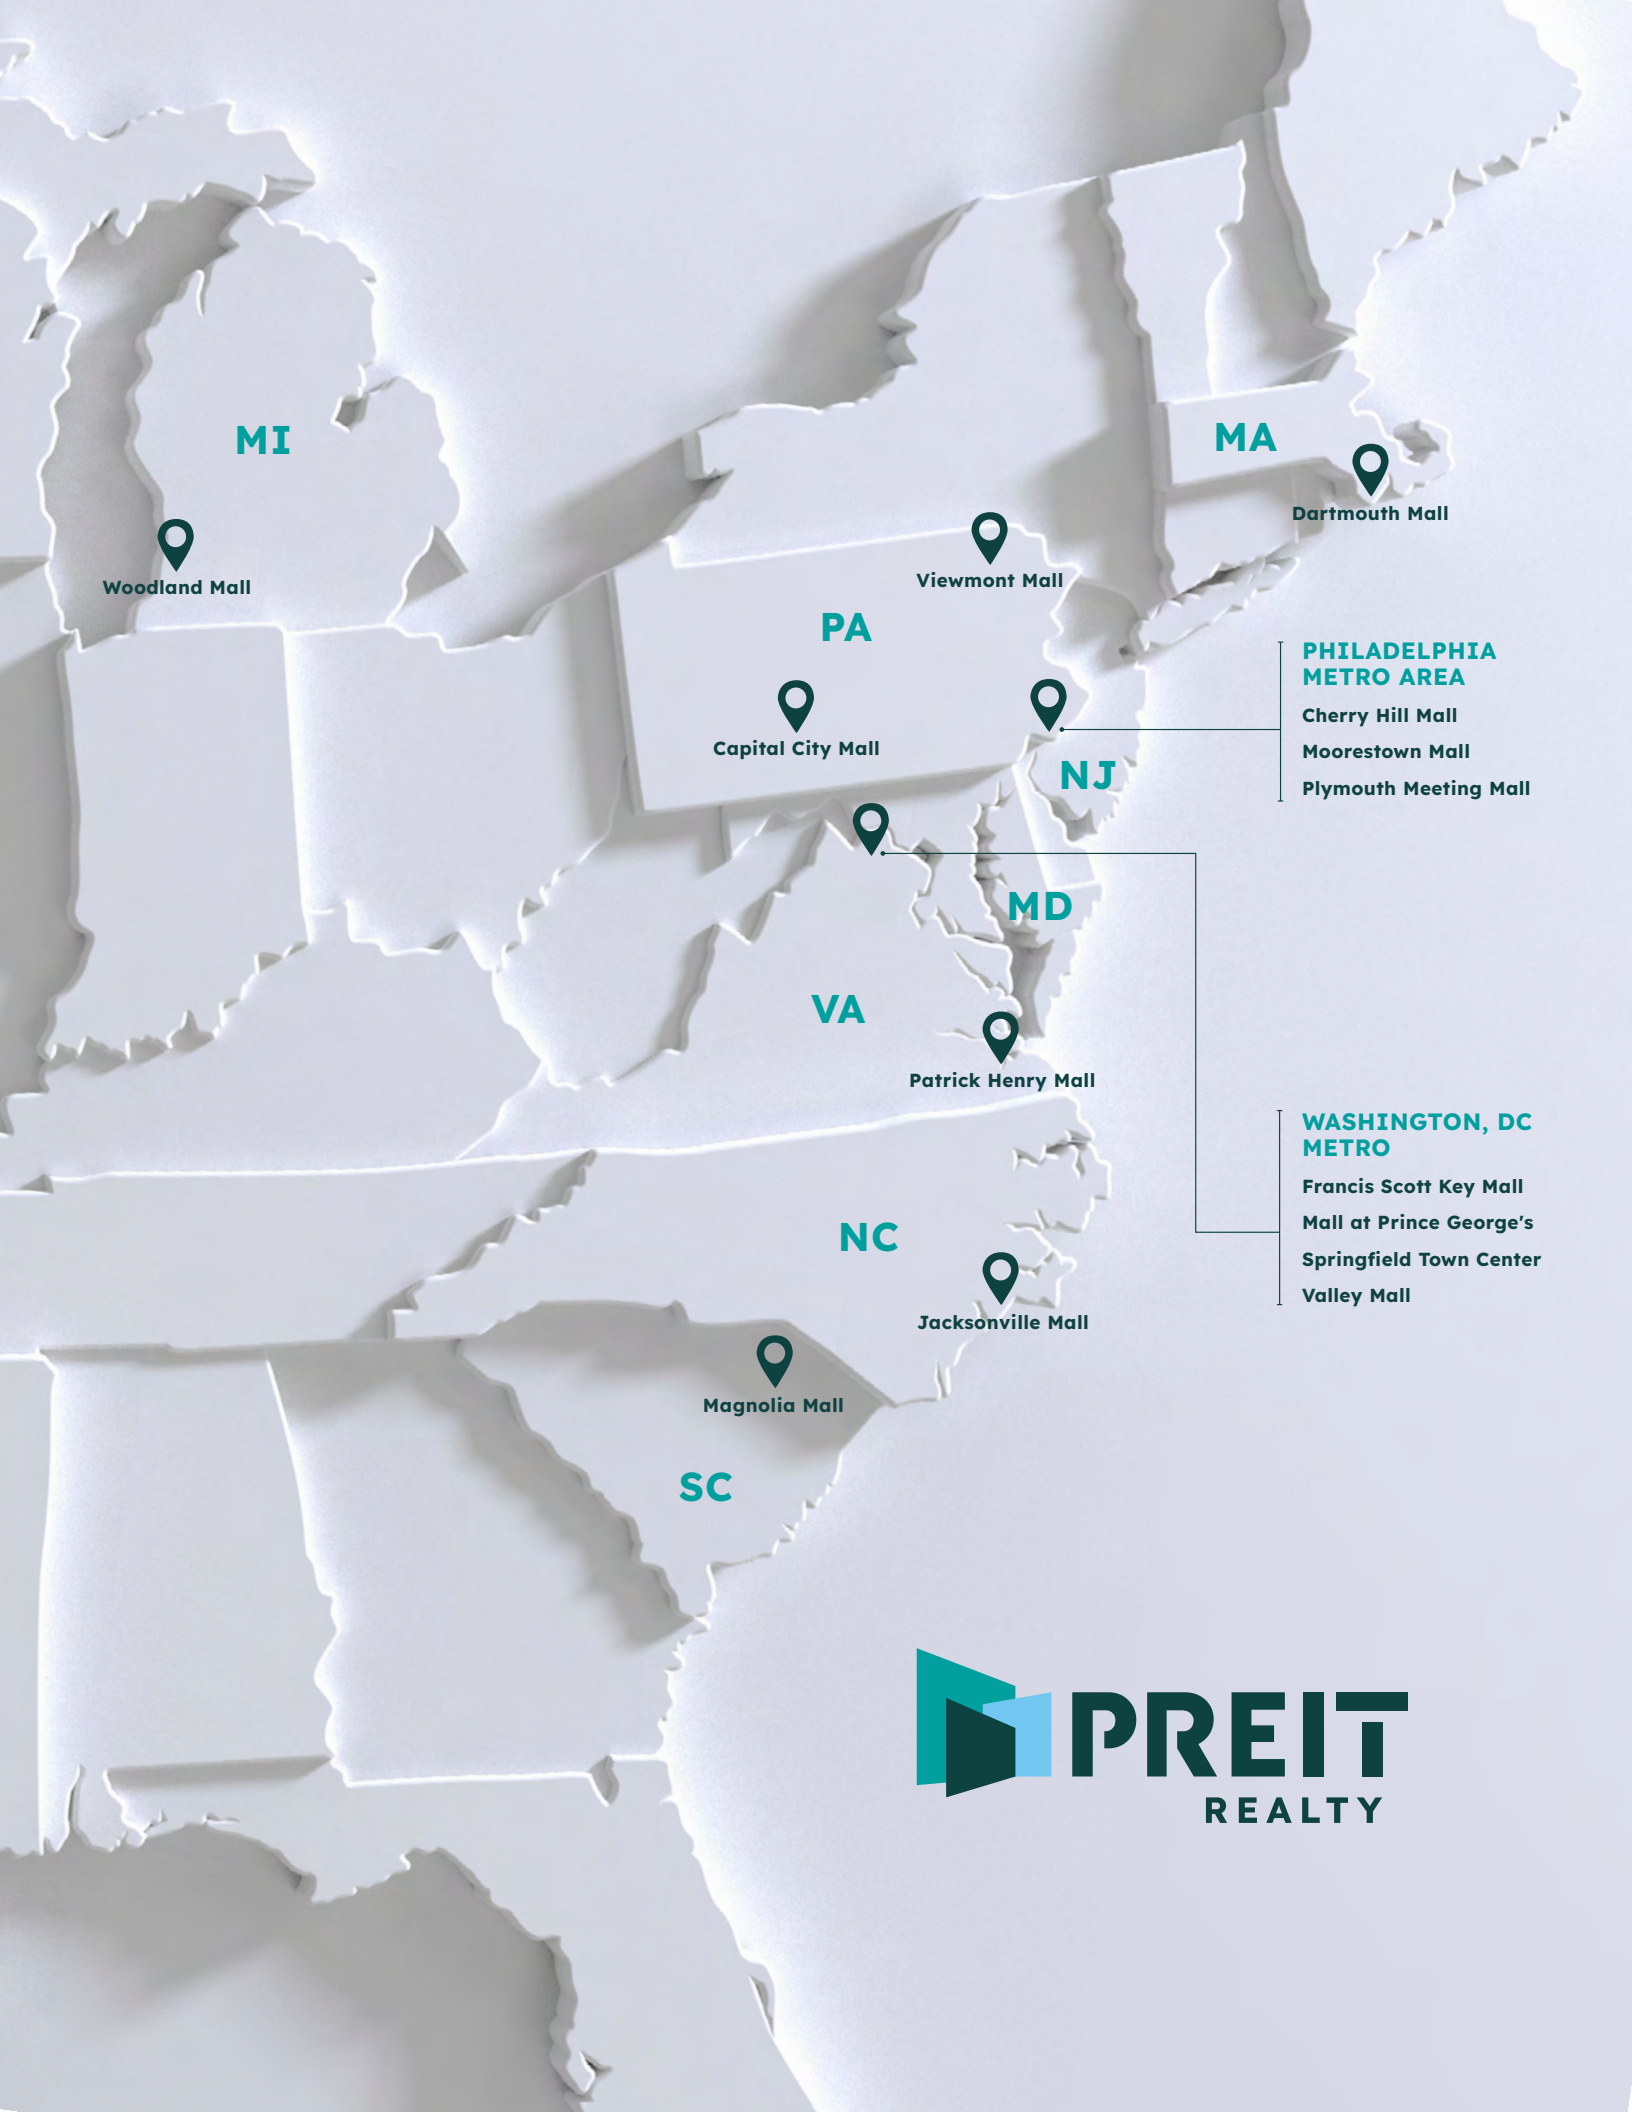 MI
MA
Dartmouth Mall
Woodland Mall
Viewmont Mall
PA
Capital City Mall
PHILADELPHIA
METRO AREA
Cherry Hill Mall
Moorestown Mall
Plymouth Meeting Mall
NJ
MD
VA
Patrick Henry Mall
WASHINGTON, DC
METRO
Francis Scott Key Mall
Mall at Prince George's
Springfield Town Center
Valley Mall
NC
Jacksonville Mall
Magnolia Mall
SC
PREIT
REALTY